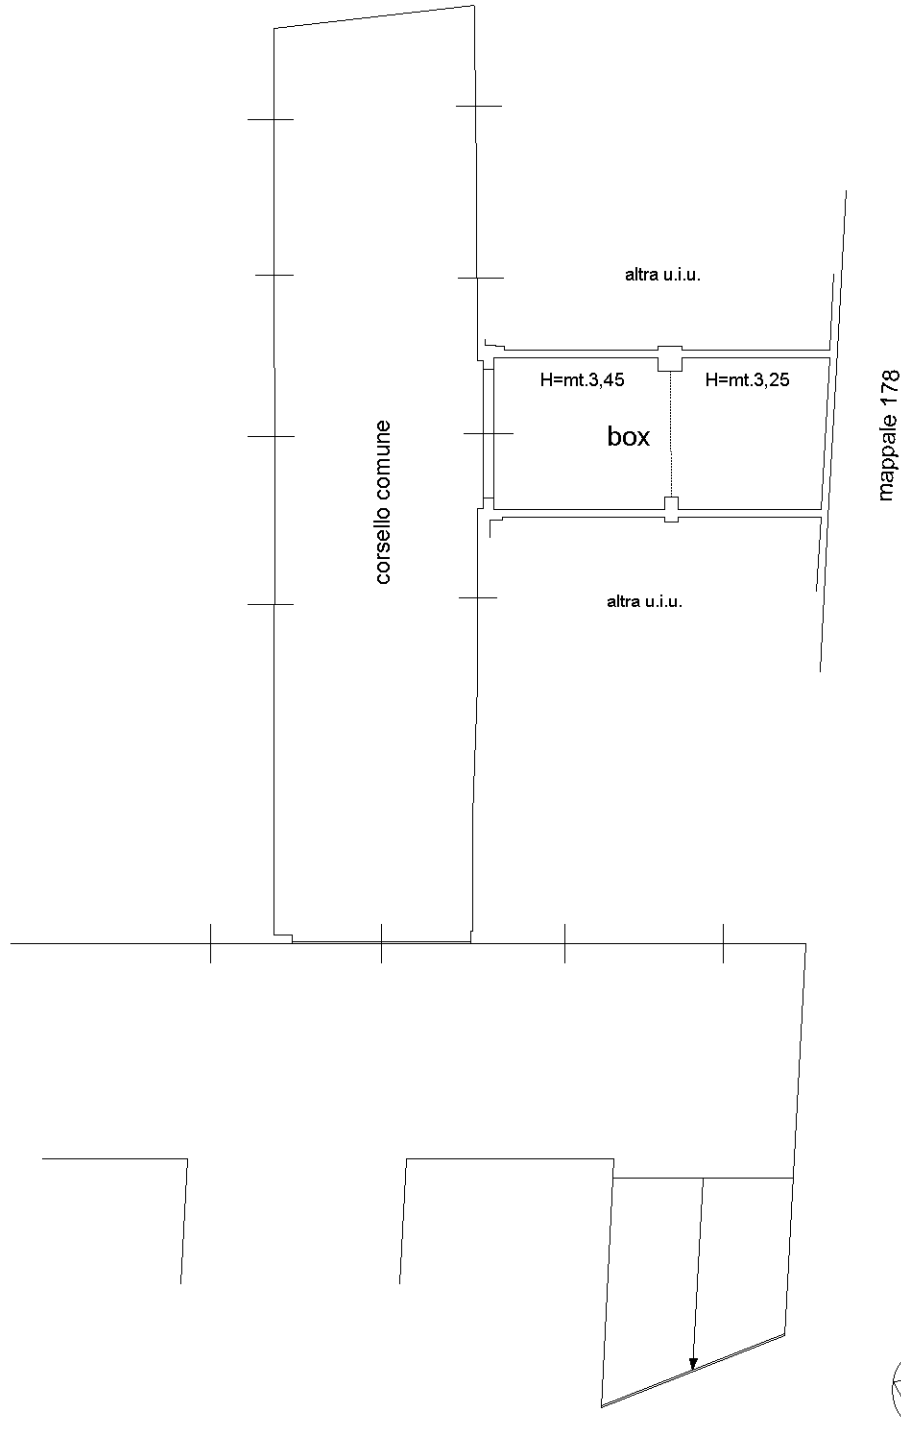 altra u.i.u.
H=mt.3,45
H=mt.3,25
box
mappale 178
corsello comune
altra u.i.u.